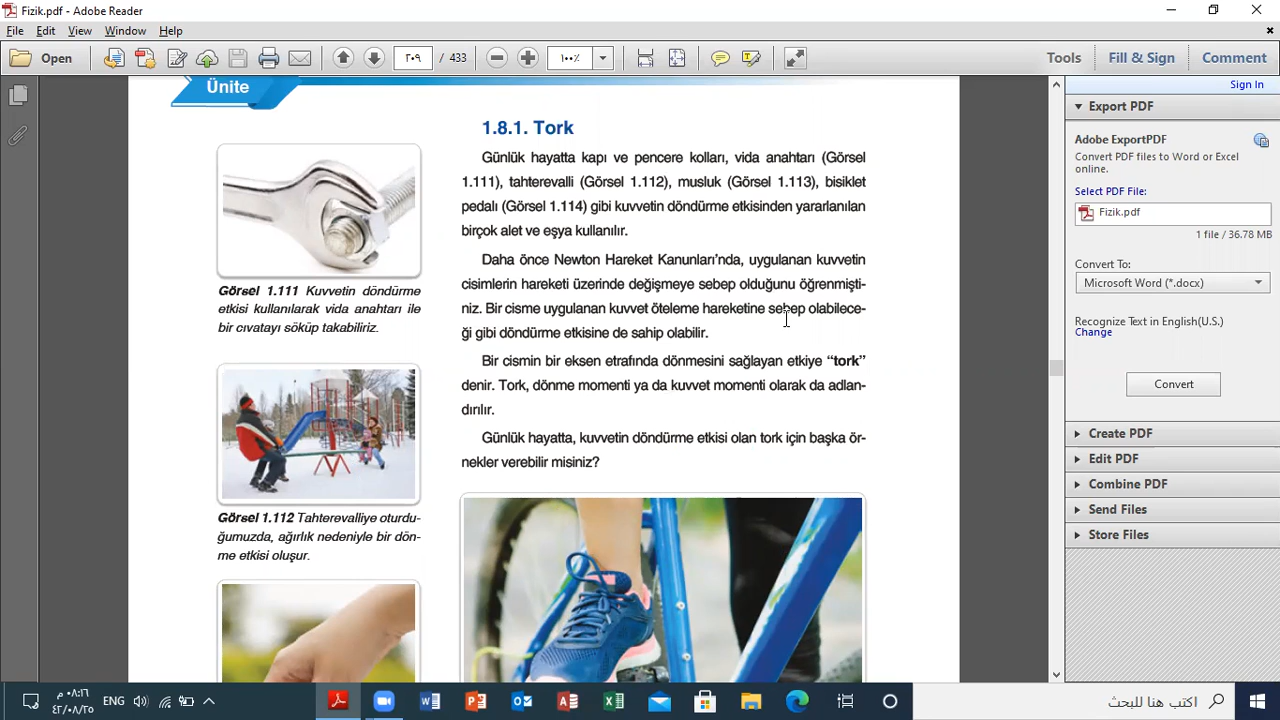 Fizik.pdf - Adobe Reader
File Edit View Window Help
Open ٣٠٩ / 433 ١٠٠٪ Tools Fill & Sign Comment
Ünite
1.8.1. Tork
Günlük hayatta kapı ve pencere kolları, vida anahtarı (Görsel
1.111), tahterevalli (Görsel 1.112), musluk (Görsel 1.113), bisiklet
pedalı (Görsel 1.114) gibi kuvvetin döndürme etkisinden yararlanılan
birçok alet ve eşya kullanılır.
Daha önce Newton Hareket Kanunları’nda, uygulanan kuvvetin
cisimlerin hareketi üzerinde değişmeye sebep olduğunu öğrenmişti-
niz. Bir cisme uygulanan kuvvet öteleme hareketine sebep olabilece-
ği gibi döndürme etkisine de sahip olabilir.
Bir cismin bir eksen etrafında dönmesini sağlayan etkiye “tork”
denir. Tork, dönme momenti ya da kuvvet momenti olarak da adlan-
dırılır.
Günlük hayatta, kuvvetin döndürme etkisi olan tork için başka ör-
nekler verebilir misiniz?
Görsel 1.111 Kuvvetin döndürme
etkisi kullanılarak vida anahtarı ile
bir cıvatayı söküp takabiliriz.
Görsel 1.112 Tahterevalliye oturdu-
ğumuzda, ağırlık nedeniyle bir dön-
me etkisi oluşur.
Sign In
Export PDF
Adobe ExportPDF
Convert PDF files to Word or Excel
online.
Select PDF File:
Fizik.pdf
1 file / 36.78 MB
Convert To:
Microsoft Word (*.docx)
Recognize Text in English(U.S.)
Change
Convert
Create PDF
Edit PDF
Combine PDF
Send Files
Store Files
٠٨:١٦ م
٤٢/٠٨/٢٥
ENG
اكتب هنا للبحث